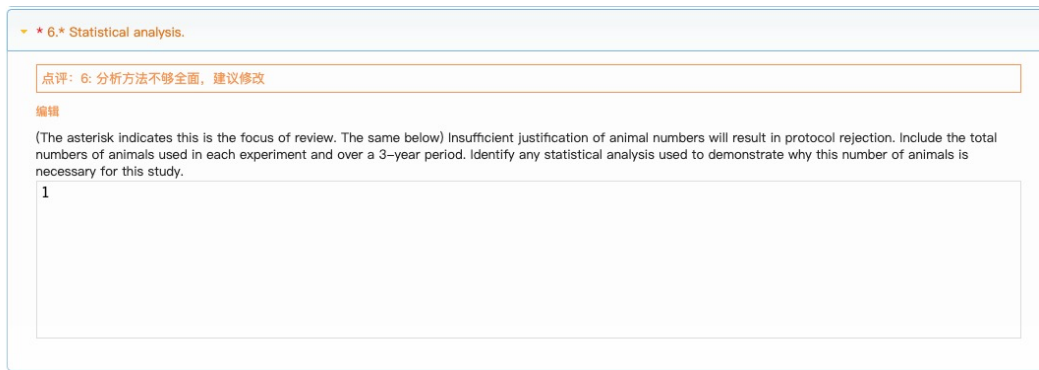 * 6.* Statistical analysis.
点评：6: 分析方法不够全面，建议修改
编辑
(The asterisk indicates this is the focus of review. The same below) Insufficient justification of animal numbers will result in protocol rejection. Include the total
numbers of animals used in each experiment and over a 3-year period. Identify any statistical analysis used to demonstrate why this number of animals is
necessary for this study.
1